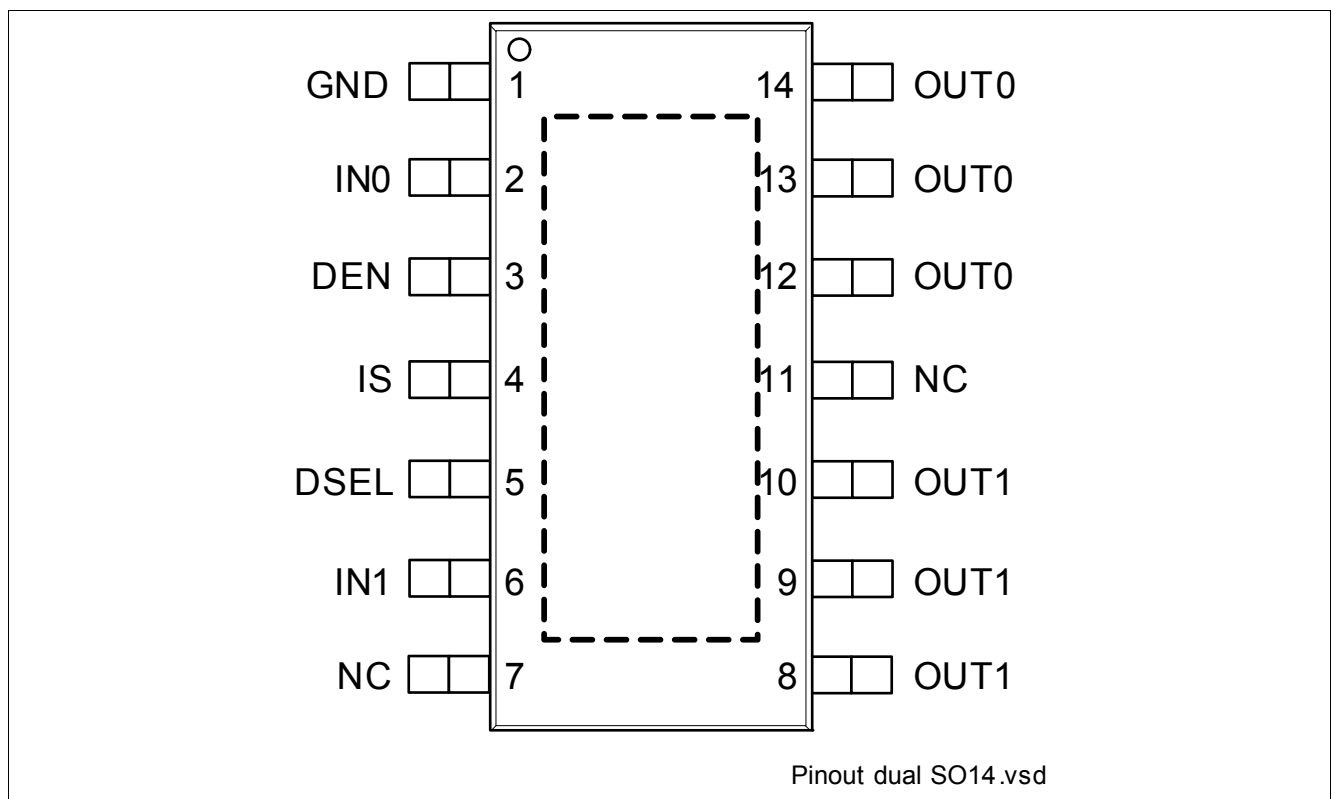 GND 1 14 OUT0
IN0 2 13 OUT0
DEN 3 12 OUT0
IS 4 11 NC
DSEL 5 10 OUT1
IN1 6 9 OUT1
NC 7 8 OUT1
Pinout dual SO14.vsd